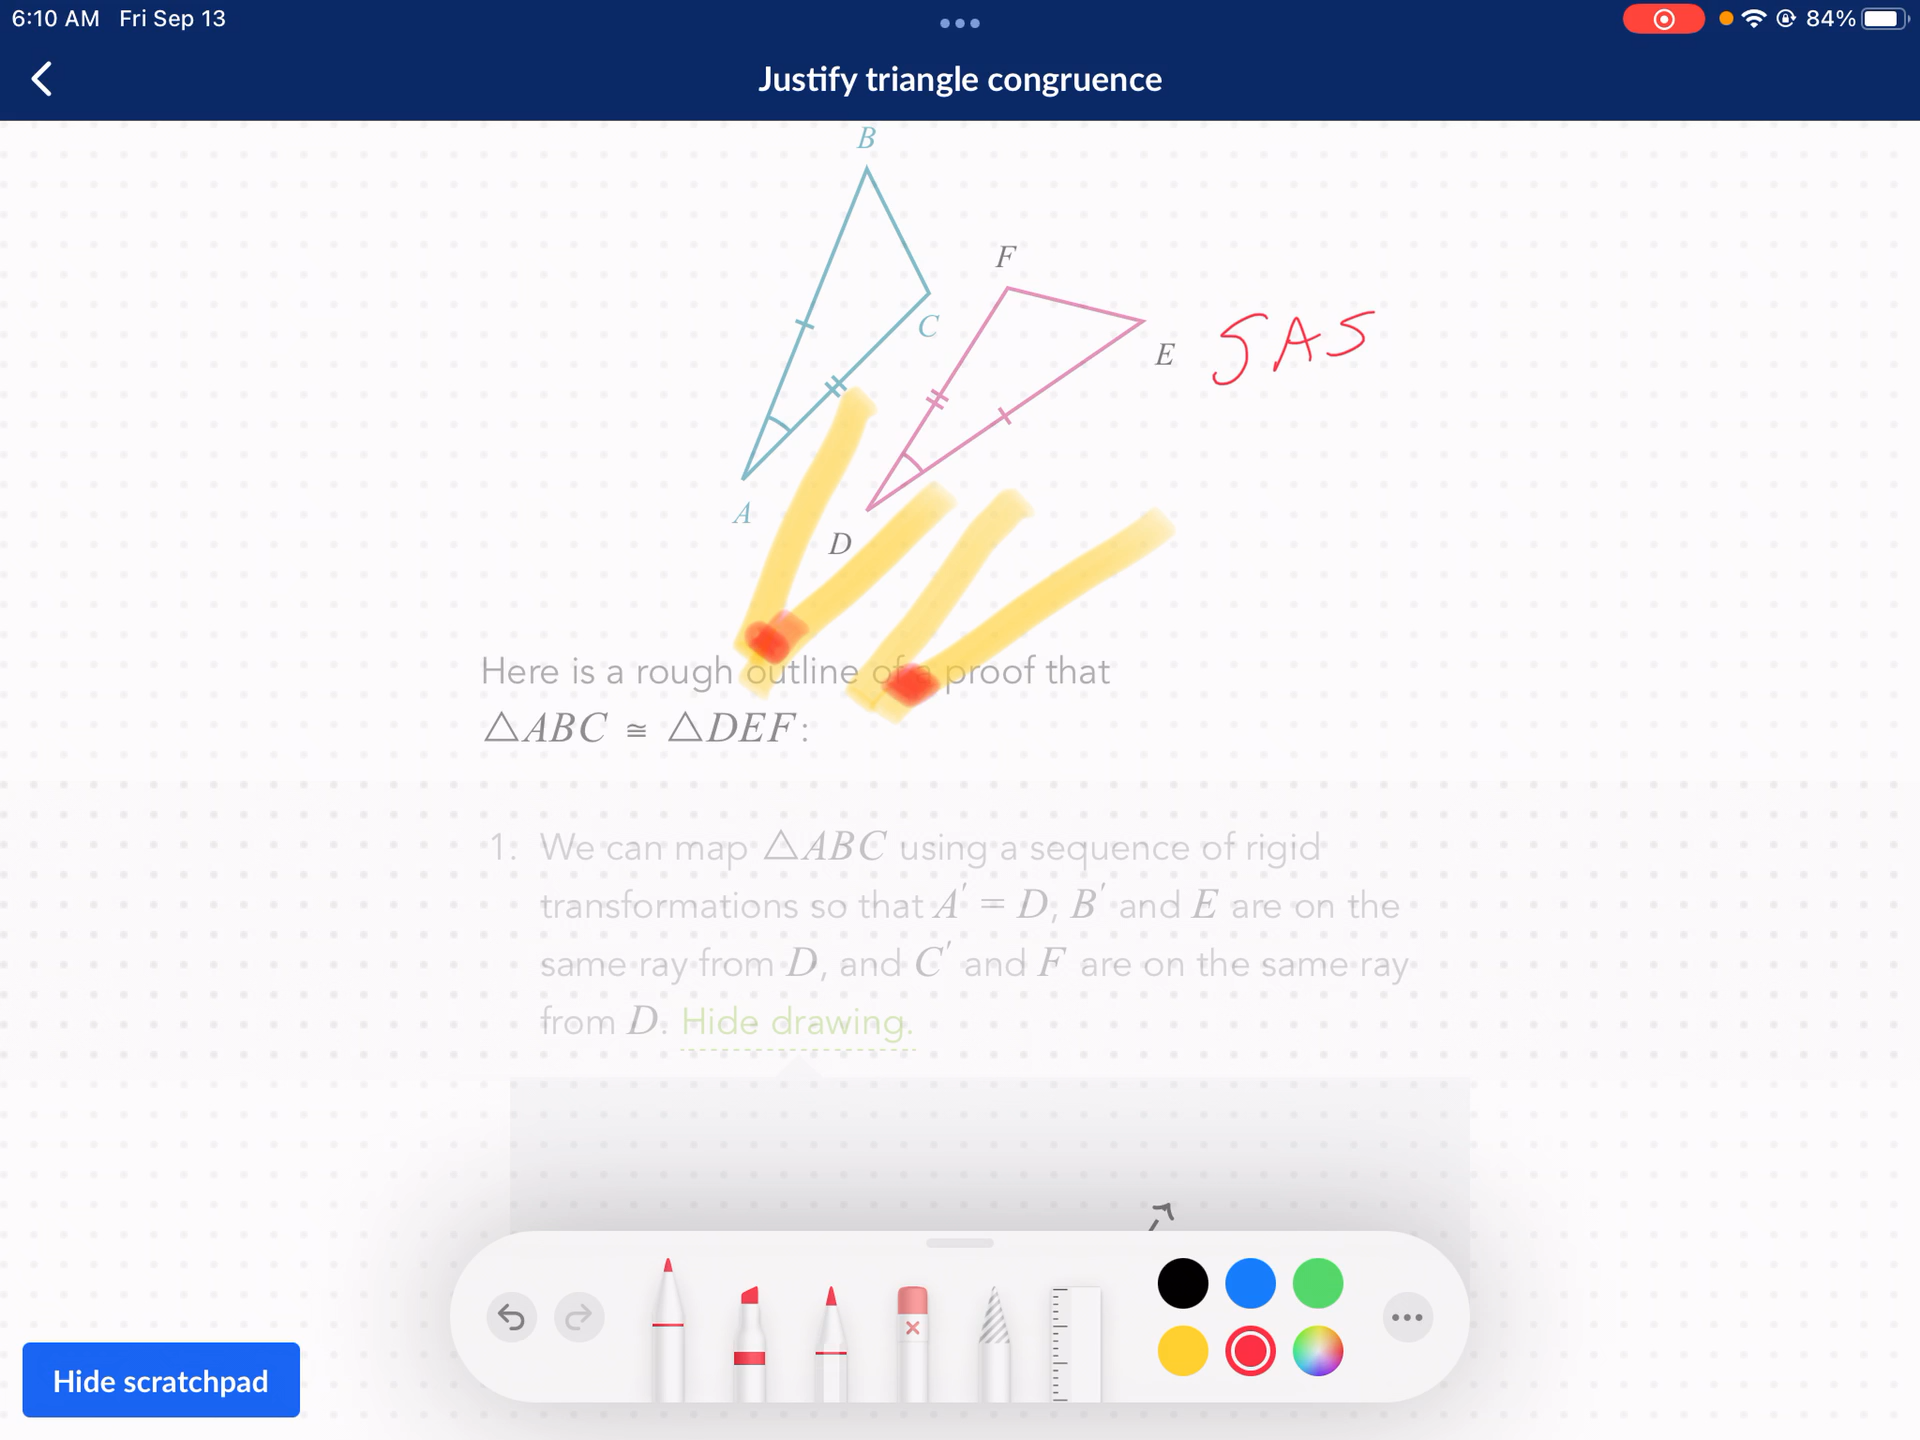 6:10 AM Fri Sep 13
84%
Justify triangle congruence
B
F
C
E SAS
A
D
Here is a rough outline of a proof that
△ABC ≅ △DEF:
1. We can map △ABC using a sequence of rigid
transformations so that A′ = D, B′ and E are on the
same ray from D, and C′ and F are on the same ray
from D. Hide drawing.
Hide scratchpad